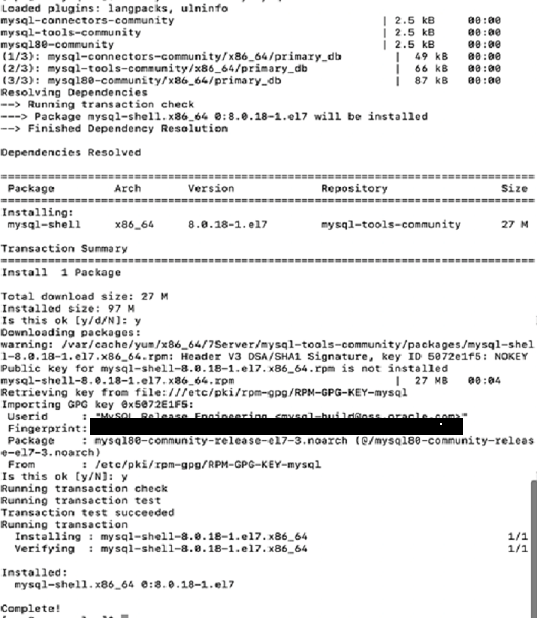 Loaded plugins: langpacks, ulninfo
mysql-connectors-community | 2.5 kB 00:00
mysql-tools-community | 2.5 kB 00:00
mysql80-community | 2.5 kB 00:00
(1/3): mysql-connectors-community/x86_64/primary_db | 49 kB 00:00
(2/3): mysql-tools-community/x86_64/primary_db | 66 kB 00:00
(3/3): mysql80-community/x86_64/primary_db | 87 kB 00:00
Resolving Dependencies
--> Running transaction check
---> Package mysql-shell.x86_64 0:8.0.18-1.el7 will be installed
--> Finished Dependency Resolution
Dependencies Resolved
Package Arch Version Repository Size
Installing:
mysql-shell x86_64 8.0.18-1.el7 mysql-tools-community 27 M
Transaction Summary
Install 1 Package
Total download size: 27 M
Installed size: 97 M
Is this ok [y/d/N]: y
Downloading packages:
warning: /var/cache/yum/x86_64/7Server/mysql-tools-community/packages/mysql-shel
l-8.0.18-1.el7.x86_64.rpm: Header V3 DSA/SHA1 Signature, key ID 5072e1f5: NOKEY
Public key for mysql-shell-8.0.18-1.el7.x86_64.rpm is not installed
mysql-shell-8.0.18-1.el7.x86_64.rpm | 27 MB 00:04
Retrieving key from file:///etc/pki/rpm-gpg/RPM-GPG-KEY-mysql
Importing GPG key 0x5072E1F5:
Userid : "MySQL Release Engineering <mysql-build@oss.oracle.com>"
Fingerprint:
Package : mysql80-community-release-el7-3.noarch (@/mysql80-community-releas
e-el7-3.noarch)
From : /etc/pki/rpm-gpg/RPM-GPG-KEY-mysql
Is this ok [y/N]: y
Running transaction check
Running transaction test
Transaction test succeeded
Running transaction
Installing : mysql-shell-8.0.18-1.el7.x86_64 1/1
Verifying : mysql-shell-8.0.18-1.el7.x86_64 1/1
Installed:
mysql-shell.x86_64 0:8.0.18-1.el7
Complete!